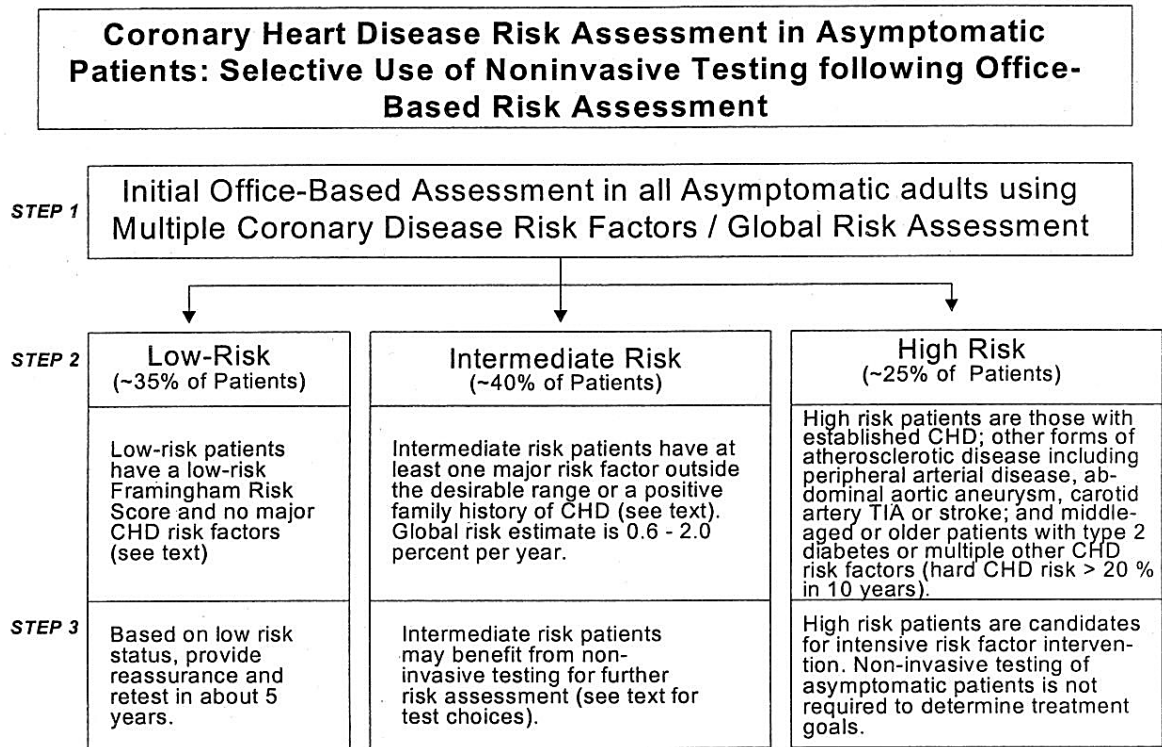 Coronary Heart Disease Risk Assessment in Asymptomatic
Patients: Selective Use of Noninvasive Testing following Office-
Based Risk Assessment
STEP 1
Initial Office-Based Assessment in all Asymptomatic adults using
Multiple Coronary Disease Risk Factors / Global Risk Assessment
STEP 2
Low-Risk
(~35% of Patients)
Intermediate Risk
(~40% of Patients)
High Risk
(~25% of Patients)
Low-risk patients
have a low-risk
Framingham Risk
Score and no major
CHD risk factors
(see text)
Intermediate risk patients have at
least one major risk factor outside
the desirable range or a positive
family history of CHD (see text).
Global risk estimate is 0.6 - 2.0
percent per year.
High risk patients are those with
established CHD; other forms of
atherosclerotic disease including
peripheral arterial disease, ab-
dominal aortic aneurysm, carotid
artery TIA or stroke; and middle-
aged or older patients with type 2
diabetes or multiple other CHD
risk factors (hard CHD risk > 20 %
in 10 years).
STEP 3
Based on low risk
status, provide
reassurance and
retest in about 5
years.
Intermediate risk patients
may benefit from non-
invasive testing for further
risk assessment (see text for
test choices).
High risk patients are candidates
for intensive risk factor interven-
tion. Non-invasive testing of
asymptomatic patients is not
required to determine treatment
goals.